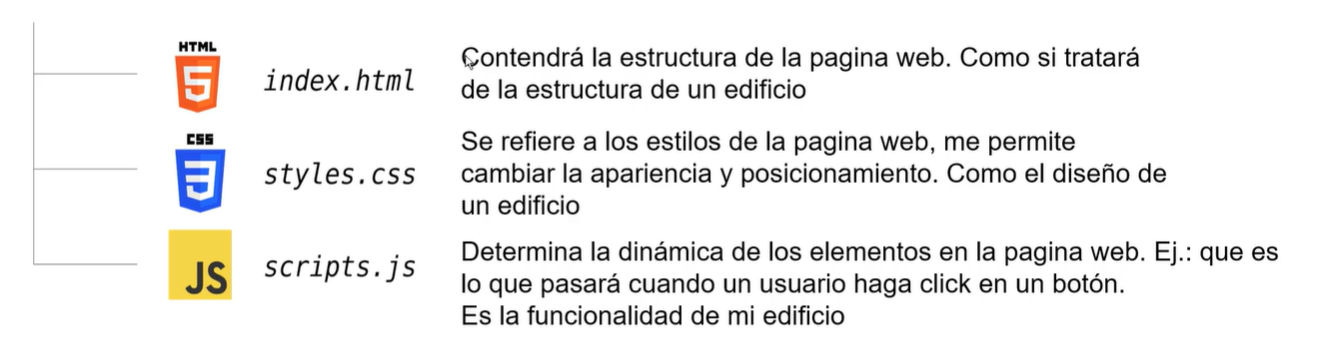 HTML
5
index.html
Contendrá la estructura de la pagina web. Como si tratará
de la estructura de un edificio
CSS
3
styles.css
Se refiere a los estilos de la pagina web, me permite
cambiar la apariencia y posicionamiento. Como el diseño de
un edificio
JS
scripts.js
Determina la dinámica de los elementos en la pagina web. Ej.: que es
lo que pasará cuando un usuario haga click en un botón.
Es la funcionalidad de mi edificio